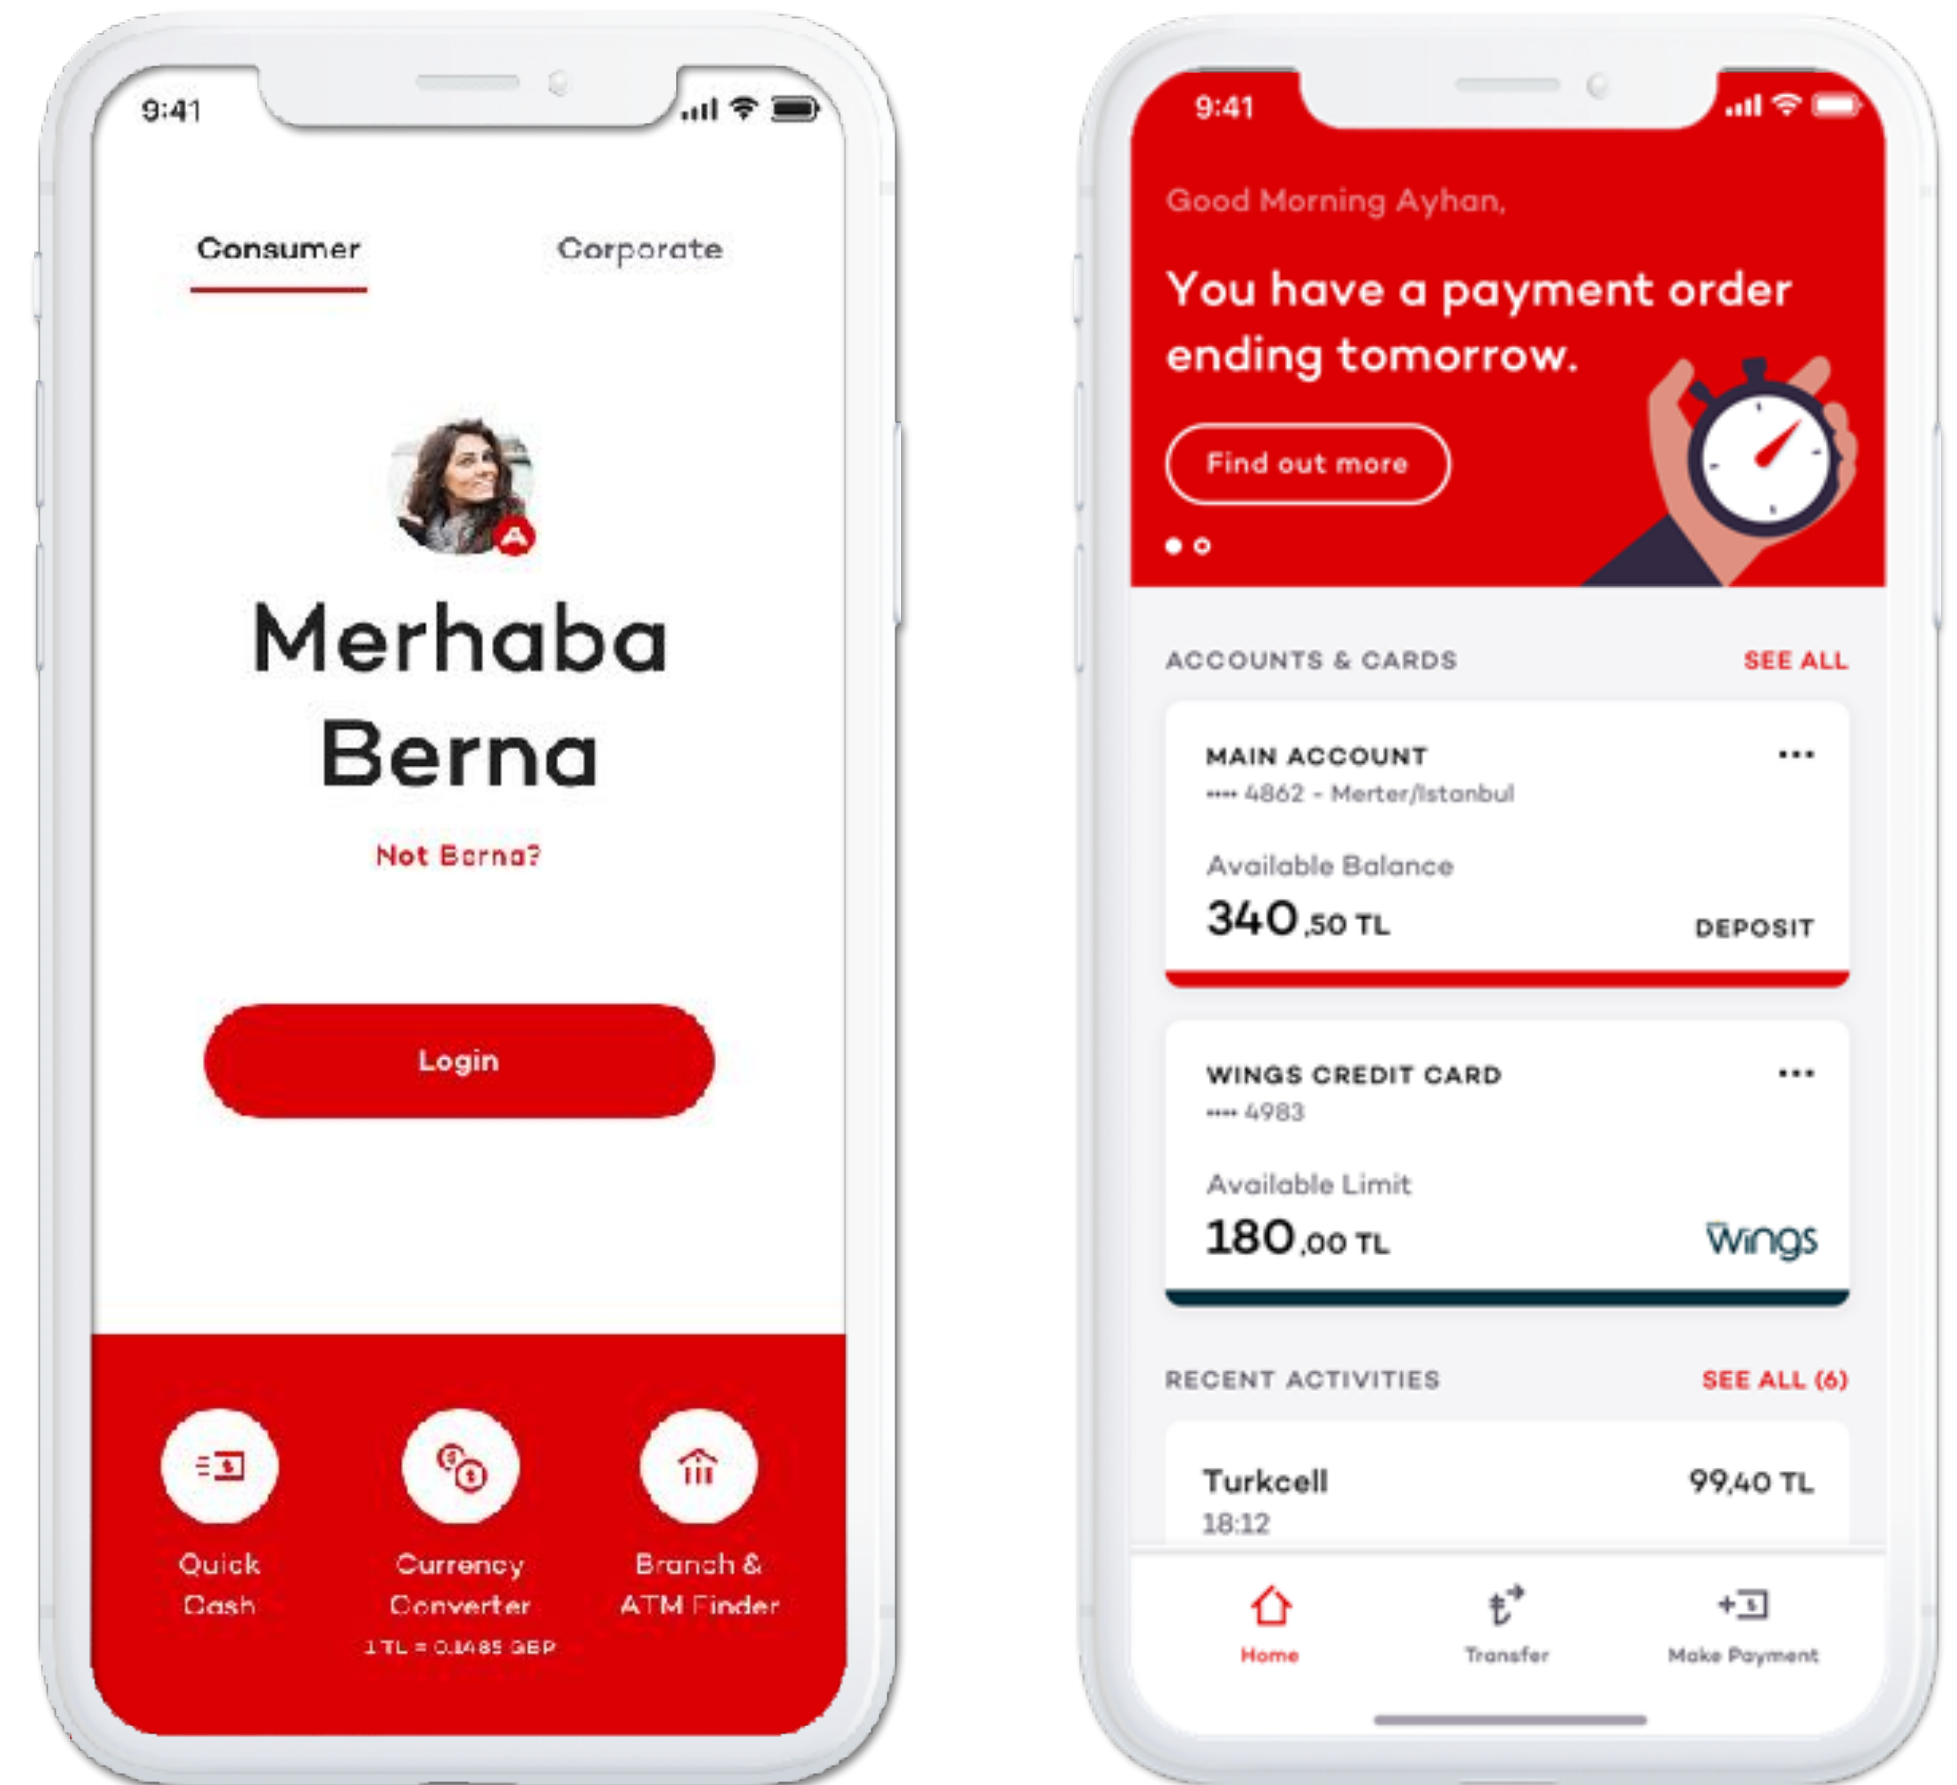 9:41
Consumer
Corporate
A
Merhaba
Berna
Not Berna?
Login
Quick
Cash
Currency
Converter
1 TL = 0.1485 GBP
Branch &
ATM Finder
9:41
Good Morning Ayhan,
You have a payment order
ending tomorrow.
Find out more
ACCOUNTS & CARDS
SEE ALL
MAIN ACCOUNT
•••• 4862 - Merter/Istanbul
Available Balance
340,50 TL
DEPOSIT
WINGS CREDIT CARD
•••• 4983
Available Limit
180,00 TL
Wings
RECENT ACTIVITIES
SEE ALL (6)
Turkcell
99,40 TL
18:12
Home
Transfer
Make Payment